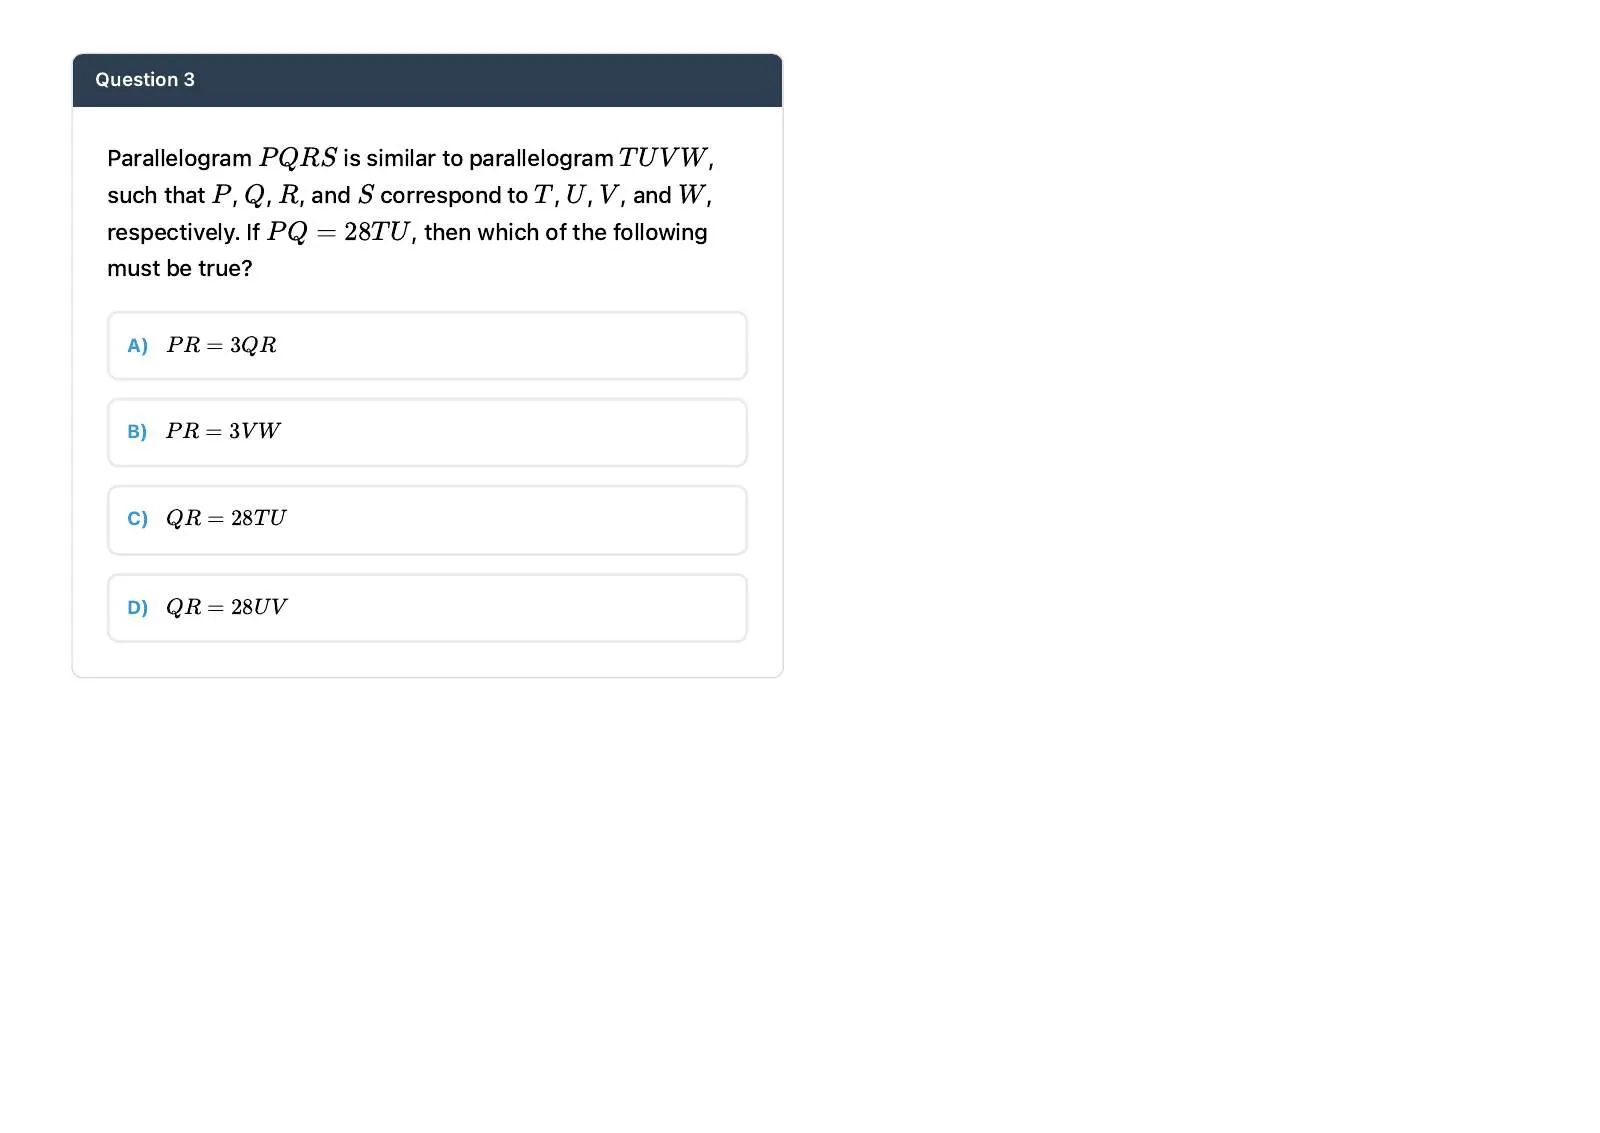 Question 3
Parallelogram PQRS is similar to parallelogram TUVW,
such that P, Q, R, and S correspond to T, U, V, and W,
respectively. If PQ = 28TU, then which of the following
must be true?
A) PR = 3QR
B) PR = 3VW
C) QR = 28TU
D) QR = 28UV